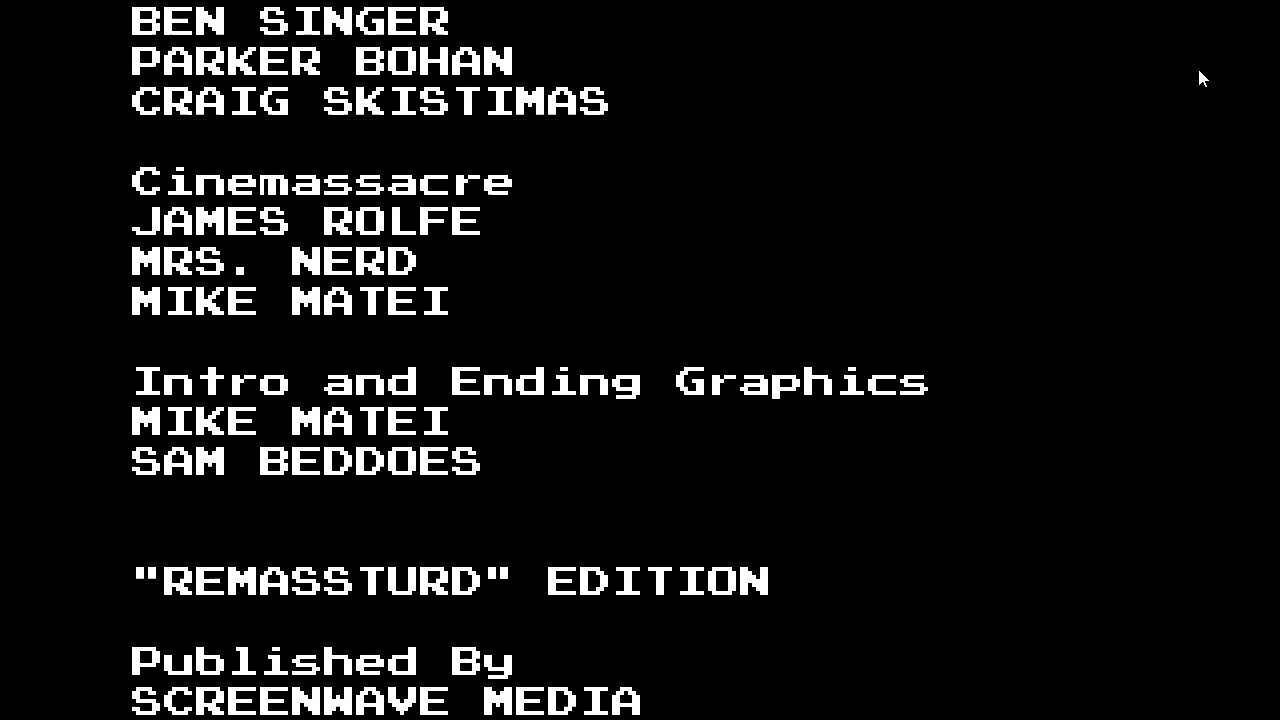 BEN SINGER
PARKER BOHAN
CRAIG SKISTIMAS
Cinemassacre
JAMES ROLFE
MRS. NERD
MIKE MATEI
Intro and Ending Graphics
MIKE MATEI
SAM BEDDOES
"REMASSTURD" EDITION
Published By
SCREENWAVE MEDIA